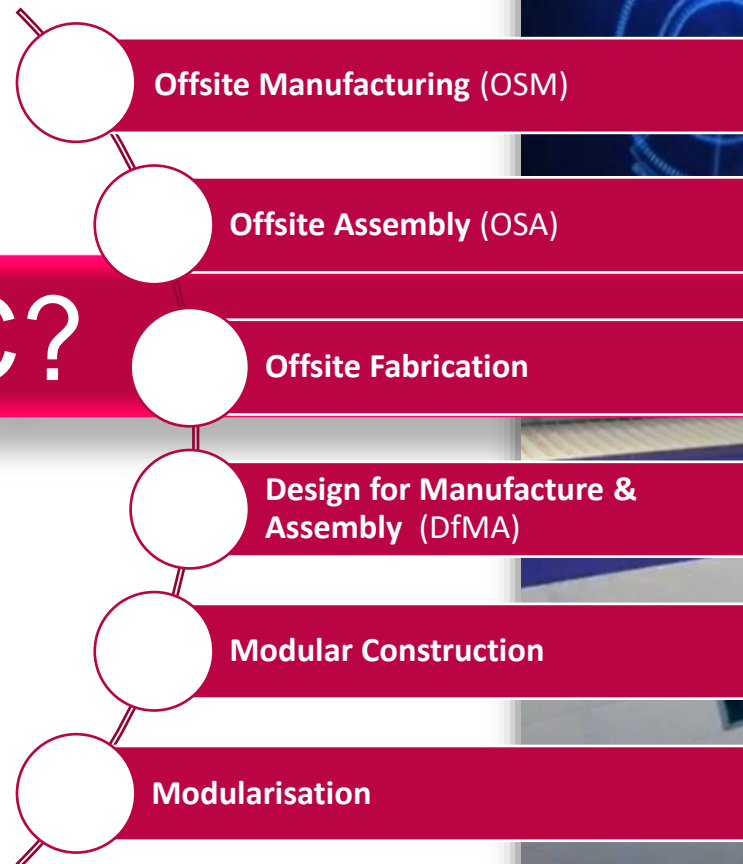 Offsite Manufacturing (OSM)
Offsite Assembly (OSA)
C?
Offsite Fabrication
Design for Manufacture &
Assembly (DfMA)
Modular Construction
Modularisation